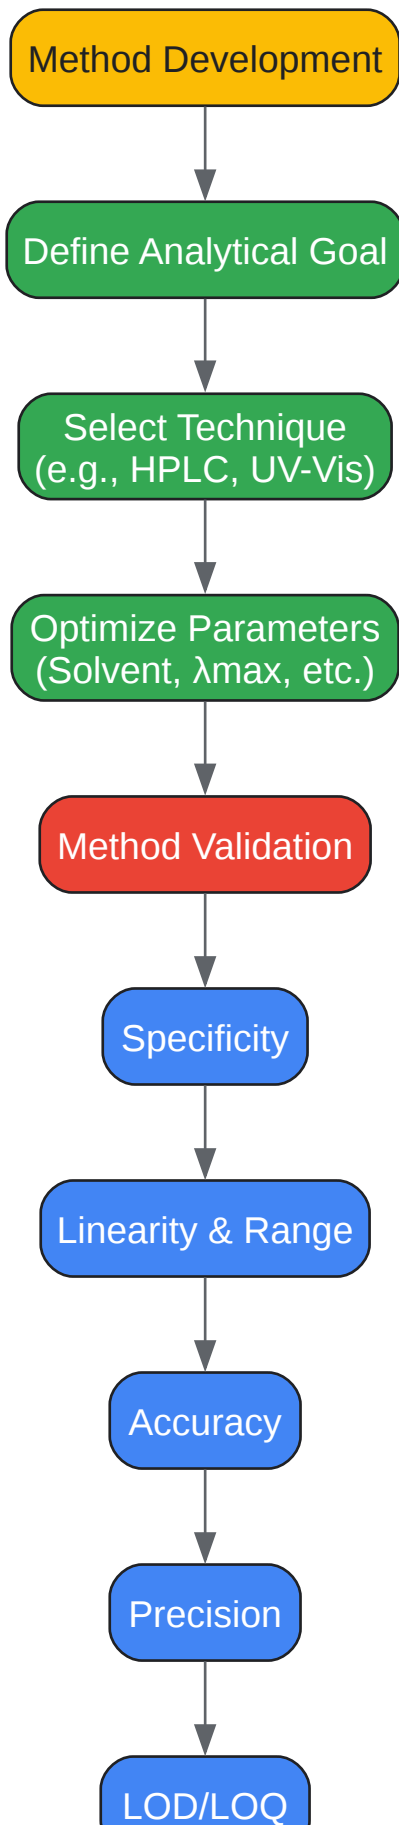 Method Development
Define Analytical Goal
Select Technique
(e.g., HPLC, UV-Vis)
Optimize Parameters
(Solvent, λmax, etc.)
Method Validation
Specificity
Linearity & Range
Accuracy
Precision
LOD/LOQ